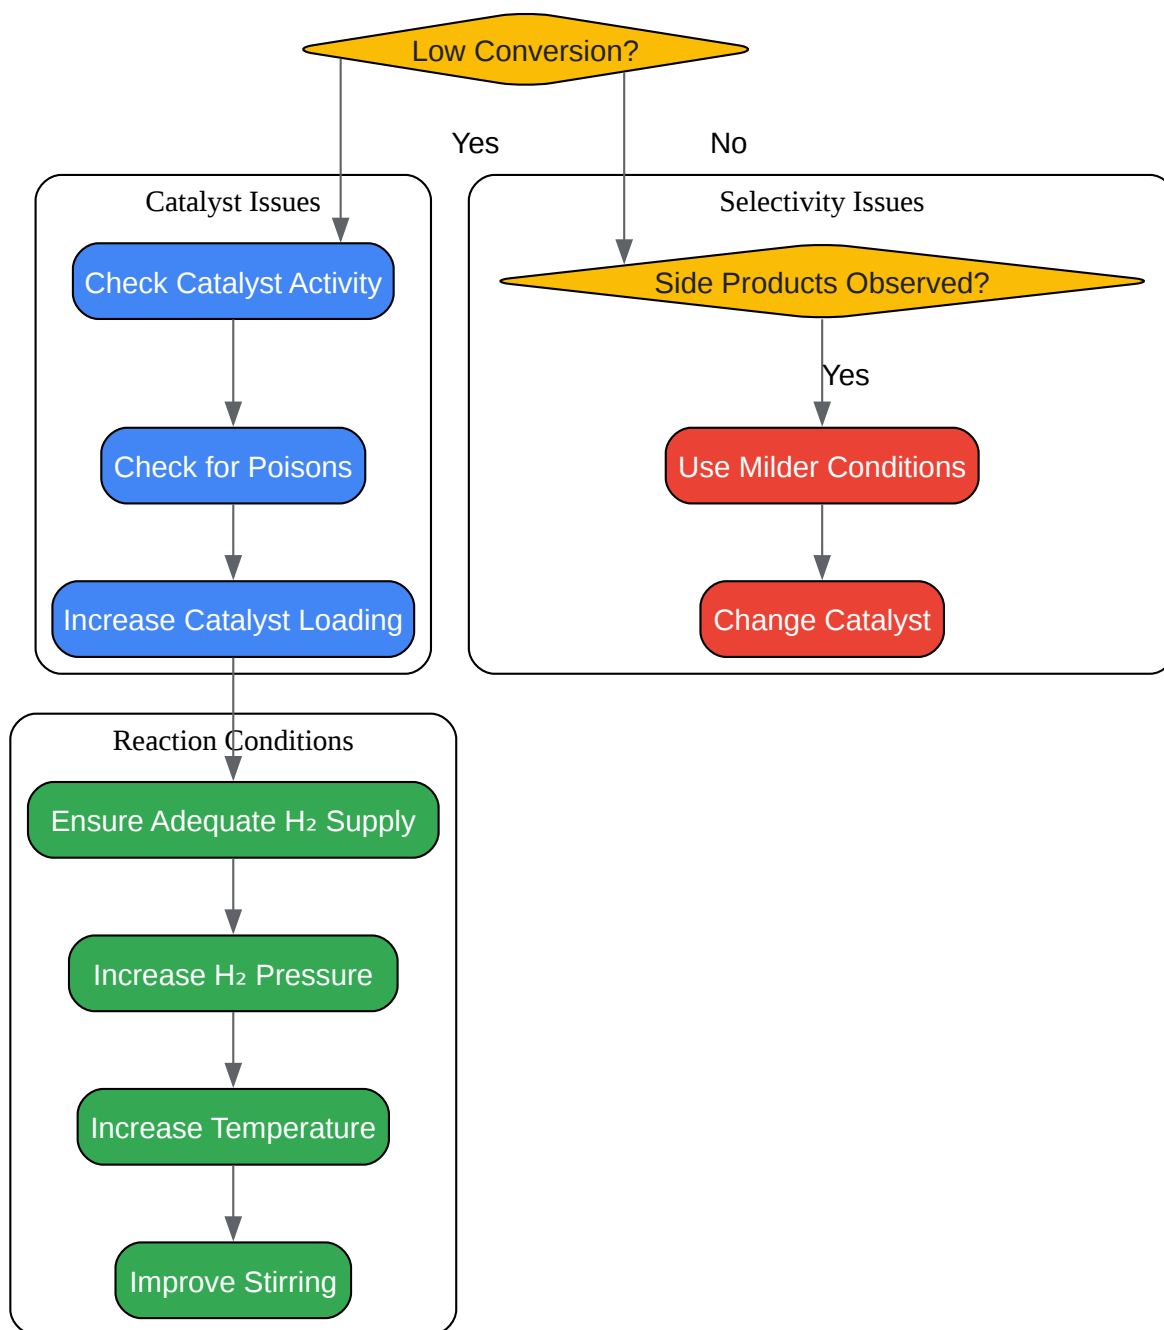 Low Conversion?
Yes
No
Catalyst Issues
Check Catalyst Activity
Check for Poisons
Increase Catalyst Loading
Selectivity Issues
Side Products Observed?
Yes
Use Milder Conditions
Change Catalyst
Reaction Conditions
Ensure Adequate H₂ Supply
Increase H₂ Pressure
Increase Temperature
Improve Stirring